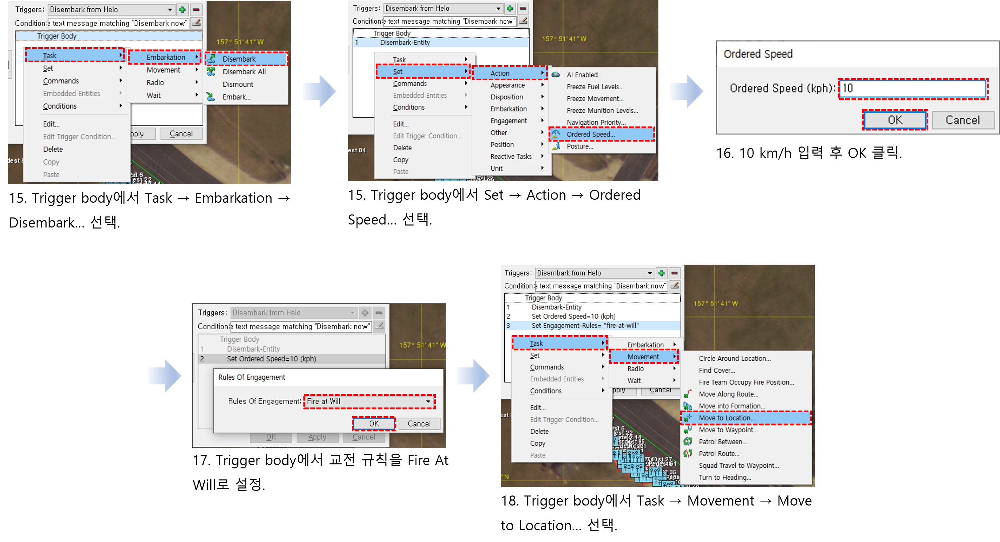 Triggers: Disembark from Helo
Condition: e text message matching "Disembark now"
Trigger Body
Task
Set
Commands
Embedded Entities
Conditions
Edit...
Edit Trigger Condition...
Delete
Copy
Paste
Embarkation
Movement
Radio
Wait
Disembark
Disembark All
Dismount
Embark...
157° 51' 41" W
pply
Cancel
15. Trigger body에서 Task → Embarkation →
Disembark... 선택.
Triggers: Disembark from Helo
Condition: e text message matching "Disembark now"
Trigger Body
1 Disembark-Entity
Task
Set
Commands
Embedded Entities
Conditions
Edit...
Edit Trigger Condition...
Delete
Copy
Paste
Action
Appearance
Disposition
Embarkation
Engagement
Other
Position
Reactive Tasks
Unit
AI Enabled...
Freeze Fuel Levels...
Freeze Movement...
Freeze Munition Levels...
Navigation Priority...
Ordered Speed...
Posture...
157° 51' 41" W
est 84
15. Trigger body에서 Set → Action → Ordered
Speed... 선택.
Ordered Speed
Ordered Speed (kph): 10
OK Cancel
16. 10 km/h 입력 후 OK 클릭.
Triggers: Disembark from Helo
Condition: e text message matching "Disembark now"
Trigger Body
1 Disembark-Entity
2 Set Ordered Speed=10 (kph)
157° 51' 41" W
Rules Of Engagement
Rules Of Engagement: Fire at Will
OK Cancel
OK Apply Cancel
17. Trigger body에서 교전 규칙을 Fire At
Will로 설정.
Triggers: Disembark from Helo
Condition: e text message matching "Disembark now"
Trigger Body
1 Disembark-Entity
2 Set Ordered Speed=10 (kph)
3 Set Engagement-Rules= "fire-at-will"
157° 51' 41" W
Task
Set
Commands
Embedded Entities
Conditions
Edit...
Edit Trigger Condition...
Delete
Copy
Paste
Embarkation
Movement
Radio
Wait
pply
Cancel
Circle Around Location...
Find Cover...
Fire Team Occupy Fire Position...
Move Along Route...
Move into Formation...
Move to Location...
Move to Waypoint...
Patrol Between...
Patrol Route...
Squad Travel to Waypoint...
Turn to Heading...
N
18. Trigger body에서 Task → Movement → Move
to Location... 선택.